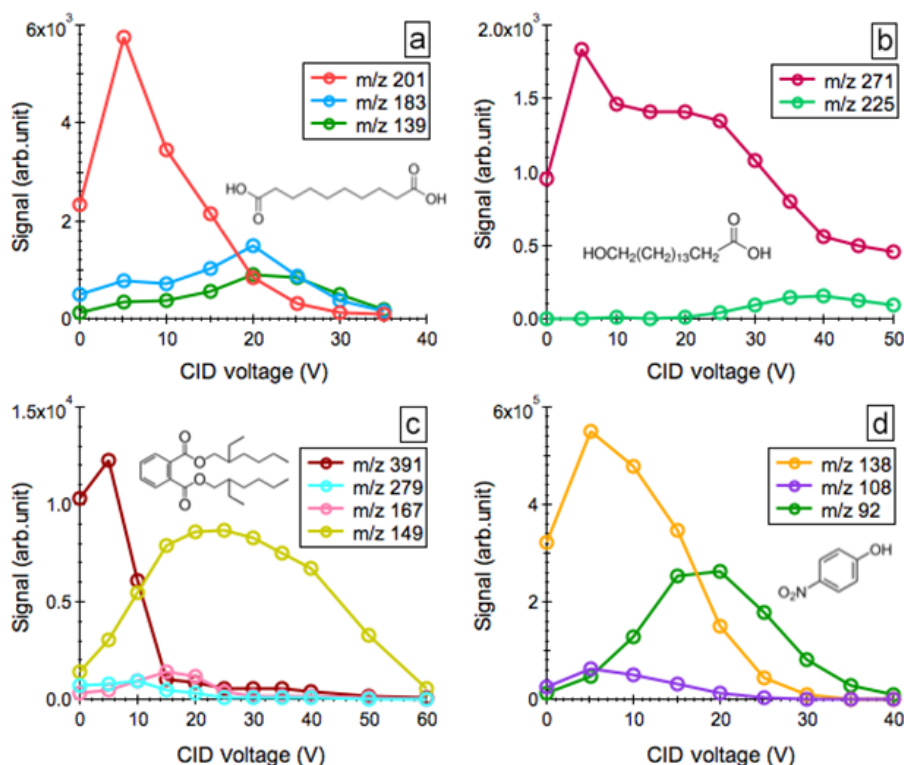 a
6x10³
4
2
0
Signal (arb.unit)
m/z 201
m/z 183
m/z 139
HO
O
O
OH
0
10
20
30
40
CID voltage (V)
b
2.0x10³
1.5
1.0
0.5
0.0
Signal (arb.unit)
m/z 271
m/z 225
O
HOCH₂(CH₂)₁₃CH₂
OH
0
10
20
30
40
50
CID voltage (V)
c
1.5x10⁴
1.0
0.5
0.0
Signal (arb.unit)
m/z 391
m/z 279
m/z 167
m/z 149
O
O
O
O
0
10
20
30
40
50
60
CID voltage (V)
d
6x10⁵
4
2
0
Signal (arb.unit)
m/z 138
m/z 108
m/z 92
OH
O₂N
0
10
20
30
40
CID voltage (V)